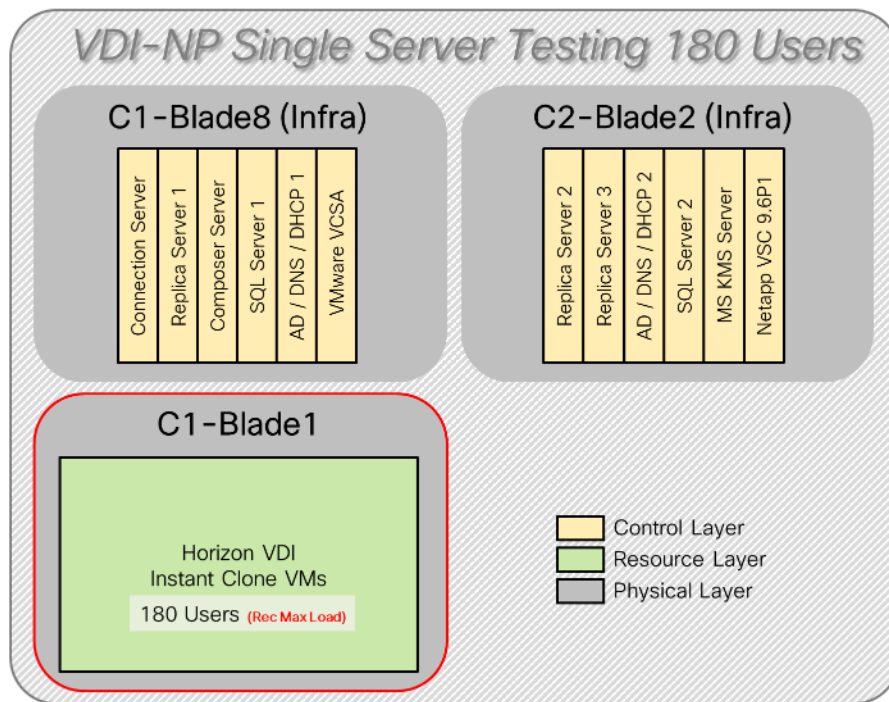 VDI-NP Single Server Testing 180 Users
C1-Blade8 (Infra)
Connection Server
Replica Server 1
Composer Server
SQL Server 1
AD / DNS / DHCP 1
VMware VCSA
C2-Blade2 (Infra)
Replica Server 2
Replica Server 3
AD / DNS / DHCP 2
SQL Server 2
MS KMS Server
Netapp VSC 9.6P1
C1-Blade1
Horizon VDI
Instant Clone VMs
180 Users (Rec Max Load)
Control Layer
Resource Layer
Physical Layer